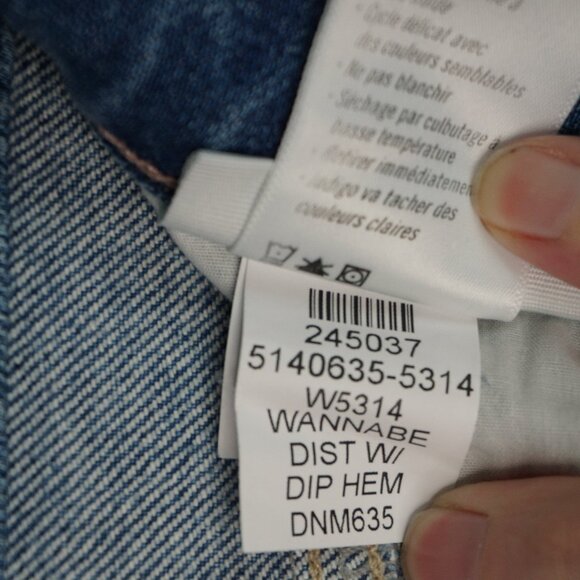 • Cycle délicat avec
des couleurs semblables
• Ne pas blanchir
• Séchage par culbutage à
basse température
• Retirer immédiatement
Indigo va tacher des
couleurs claires
245037
5140635-5314
W5314
WANNABE
DIST W/
DIP HEM
DNM635